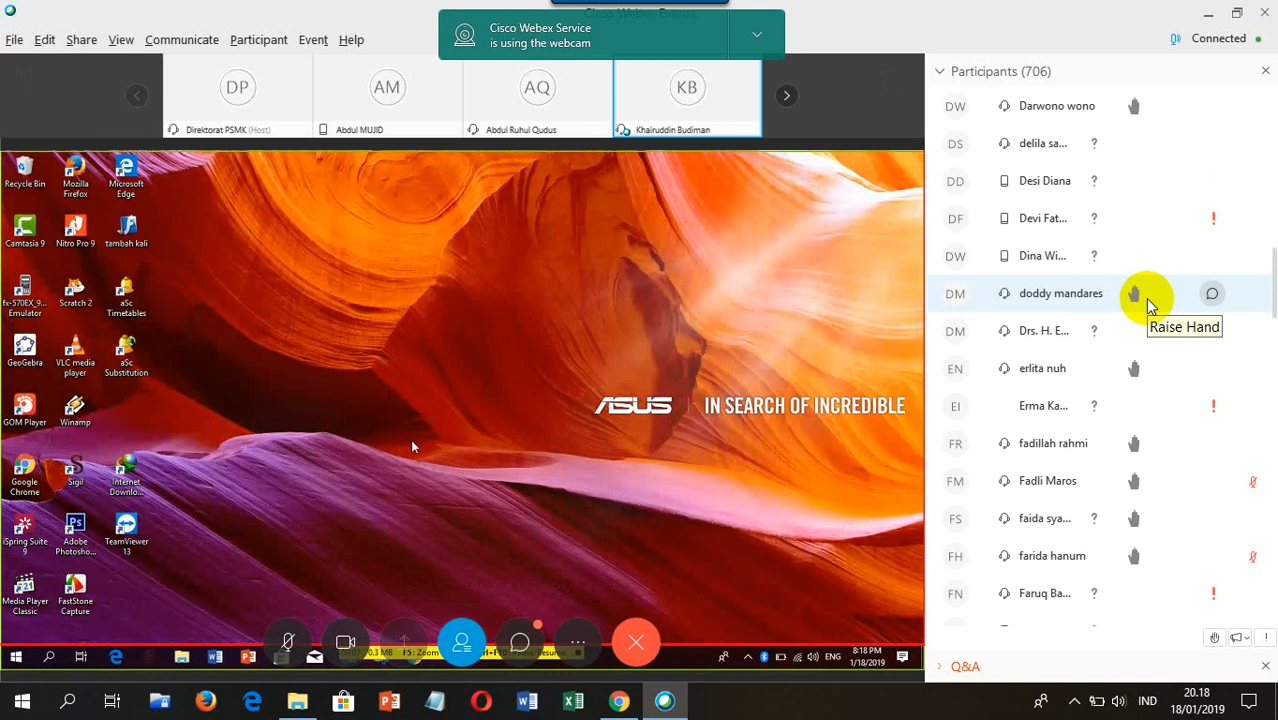 Cisco Webex Events
Cisco Webex Service
is using the webcam
File Edit Share View Communicate Participant Event Help
Connected
DP AM AQ KB
Direktorat PSMK (Host) Abdul MUJID Abdul Ruhul Qudus Khairuddin Budiman
Recycle Bin
Mozilla
Firefox
Microsoft
Edge
Camtasia 9
Nitro Pro 9
tambah kali
fx-570EX_9...
Emulator
Scratch 2
aSc
Timetables
GeoGebra
VLC media
player
aSc
Substitution
GOM Player
Winamp
Google
Chrome
Sigil
Internet
Downlo...
iSpring Suite
9
Adobe
Photosho...
TeamViewer
13
Media Player
Classic
FastStone
Capture
ASUS IN SEARCH OF INCREDIBLE
ENG
8:18 PM
1/18/2019
Participants (706)
DW Darwono wono
DS delila sa... ?
DD Desi Diana ?
DF Devi Fat... ? !
DW Dina Wi... ?
DM doddy mandares
Raise Hand
DM Drs. H. E... ?
EN erlita nuh
EI Erma Ka... ? !
FR fadillah rahmi
FM Fadli Maros
FS faida sya... ?
FH farida hanum
FN Faruq Ba... ? !
Q&A
IND
20.18
18/01/2019